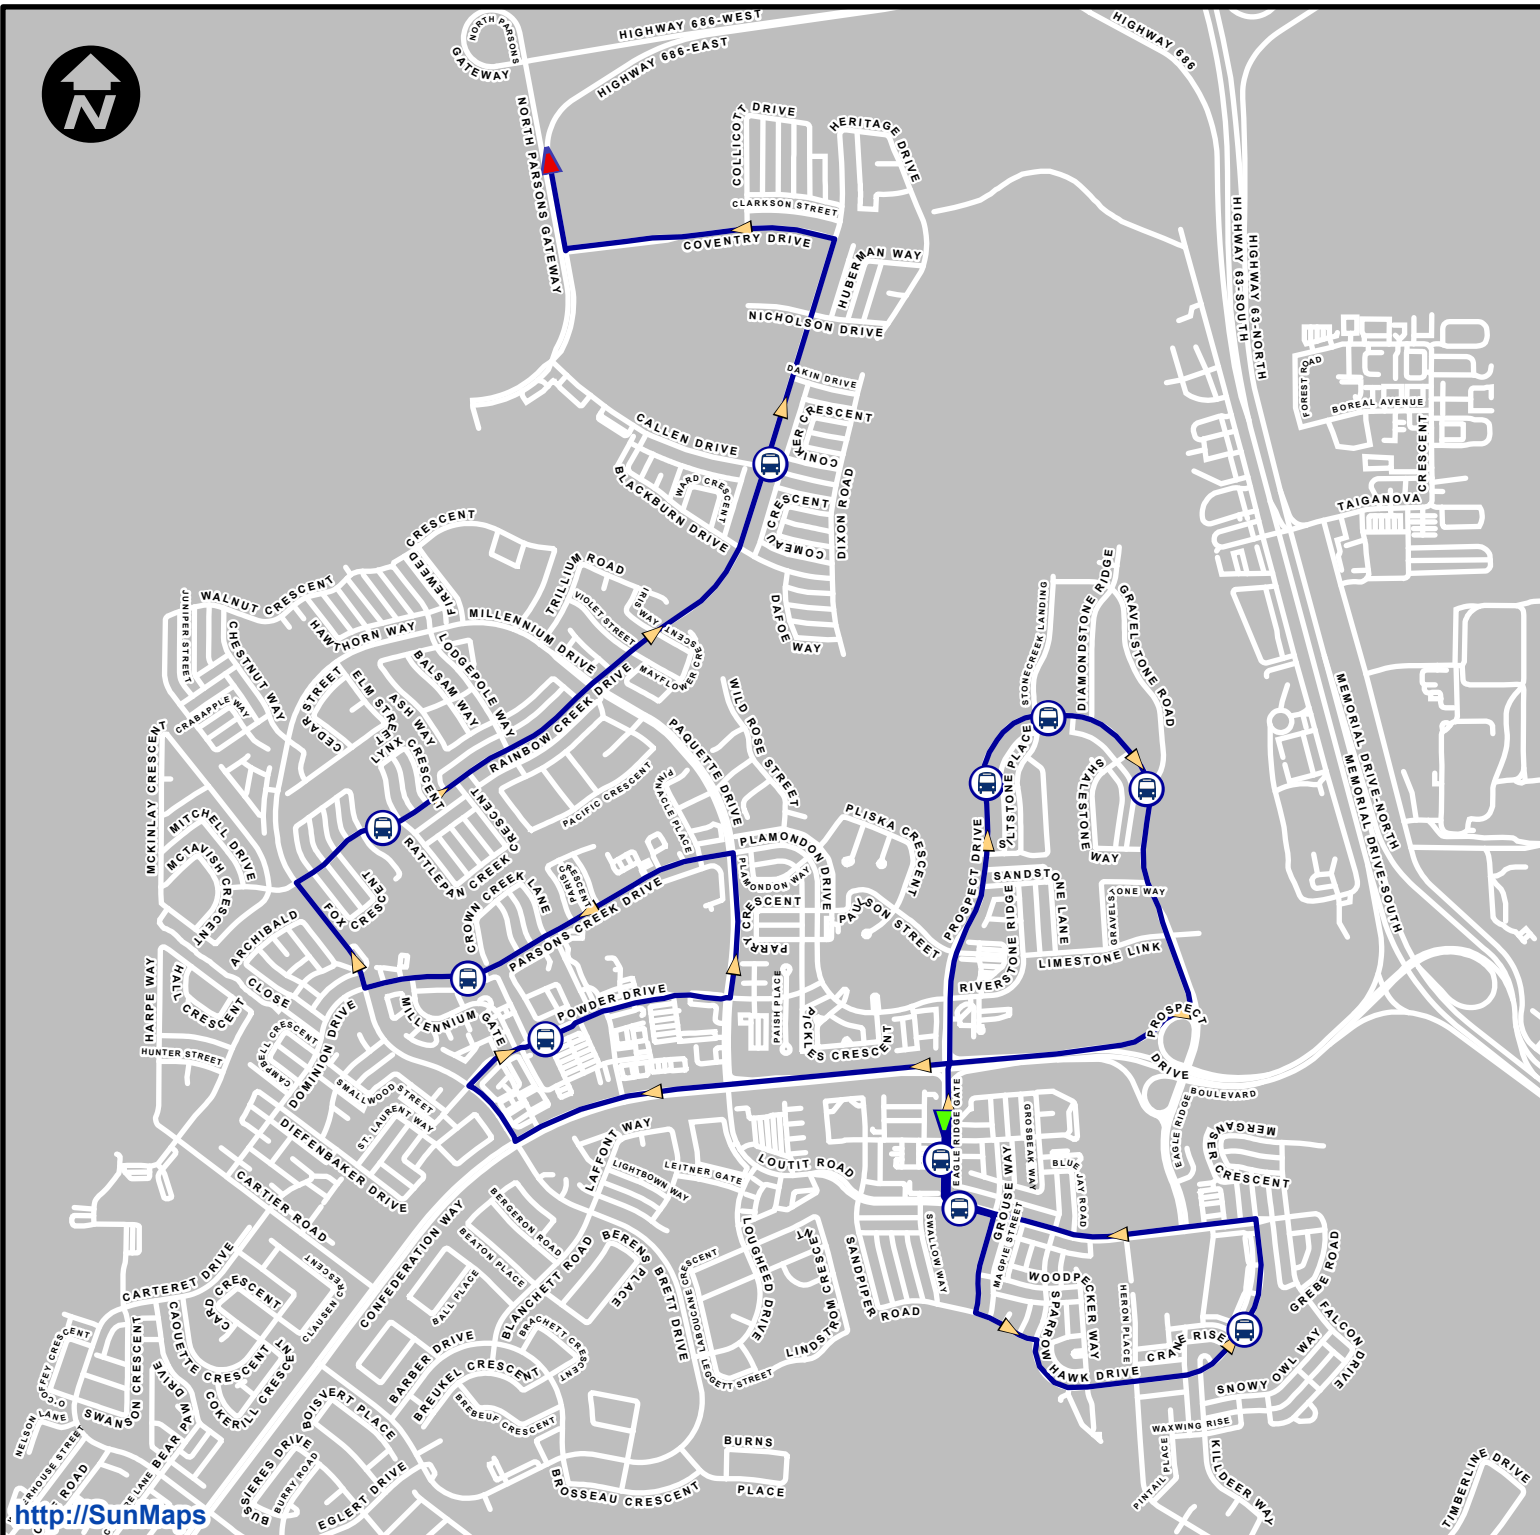 NORTH PARSONS
GATEWAY
HIGHWAY 686-WEST
HIGHWAY 686-EAST
HIGHWAY 686
N
NORTH PARSONS GATEWAY
COLLICOTT DRIVE
HERITAGE DRIVE
CLARKSON STREET
COVENTRY DRIVE
HUBERMAN WAY
NICHOLSON DRIVE
HIGHWAY 63-SOUTH
HIGHWAY 63-NORTH
DAKIN DRIVE
FOREST ROAD
BOREAL AVENUE
CRESCENT
CALLEN DRIVE
CONIKER CRESCENT
WARD CRESCENT
BLACKBURN DRIVE
COMEAU CRESCENT
DIXON ROAD
TAIGANOVA
FIREWEED CRESCENT
WALNUT CRESCENT
JUNIPER STREET
CHESTNUT WAY
HAWTHORN WAY
MILLENNIUM DRIVE
TRILLIUM ROAD
VIOLET STREET
IRIS WAY
MAYFLOWER CRESCENT
DAFOE WAY
STONECREEK LANDING
DIAMONDSTONE RIDGE
GRAVELSTONE ROAD
LODGEPOLE WAY
BALSAM WAY
ELM STREET
ASH WAY
CEDAR STREET
CRABAPPLE WAY
LYNX CRESCENT
RAINBOW CREEK DRIVE
WILD ROSE STREET
PAQUETTE DRIVE
MEMORIAL DRIVE-NORTH
MEMORIAL DRIVE-SOUTH
MCKINLAY CRESCENT
MITCHELL DRIVE
MCTAVISH CRESCENT
PACIFIC CRESCENT
PINNACLE PLACE
SILTSTONE PLACE
SHALESTONE WAY
PLISKA CRESCENT
PLAMONDON DRIVE
PLAMONDON WAY
RATTLEPAN CREEK CRESCENT
CROWN CREEK LANE
PARIS CRESCENT
PARSONS CREEK DRIVE
FOX CRESCENT
ARCHIBALD CLOSE
PARRY CRESCENT
PAULSON STREET
PROSPECT DRIVE
SANDSTONE LANE
GRAVELSTONE WAY
RIVERSTONE RIDGE
LIMESTONE LINK
HARPE WAY
HALL CRESCENT
HUNTER STREET
CAMPBELL CRESCENT
DOMINION DRIVE
MILLENNIUM GATE
POWDER DRIVE
PAISH PLACE
PICKLES CRESCENT
PROSPECT DRIVE
SMALLWOOD STREET
ST. LAURENT WAY
DIEFENBAKER DRIVE
CARTIER ROAD
EAGLE RIDGE GATE
EAGLE RIDGE BOULEVARD
GROSBEAK WAY
BLUE JAY ROAD
MERGANSER CRESCENT
LAFFONT WAY
LIGHTBOWN WAY
LEITNER GATE
LOUTIT ROAD
GROUSE WAY
MAGPIE STREET
SWALLOW WAY
SANDPIPER ROAD
CONFEDERATION WAY
BERGERON ROAD
BEATON PLACE
BALL PLACE
BLANCHETT ROAD
BERENS PLACE
BRETT DRIVE
LABOUCANE CRESCENT
LOUGHEED DRIVE
LINDSTROM CRESCENT
LEGGETT STREET
WOODPECKER WAY
SPARROW HAWK DRIVE
HERON PLACE
CRANE RISE
GREBE ROAD
FALCON DRIVE
SNOWY OWL WAY
WAXWING RISE
PINTAIL PLACE
KILLDEER WAY
TIMBERLINE DRIVE
CARTERET DRIVE
CARD CRESCENT
CLAUSEN CRESCENT
CAOUETTE CRESCENT
COKERILL CRESCENT
SWANSON CRESCENT
O'COFFEY CRESCENT
NELSON LANE
BEAR PAW DRIVE
BARBER DRIVE
BREUKEL CRESCENT
BRACHETT CRESCENT
BREBEUF CRESCENT
BOISVERT PLACE
BUSSIERES DRIVE
BURRY ROAD
EGLERT DRIVE
BROSSEAU CRESCENT
BURNS
PLACE
http://SunMaps